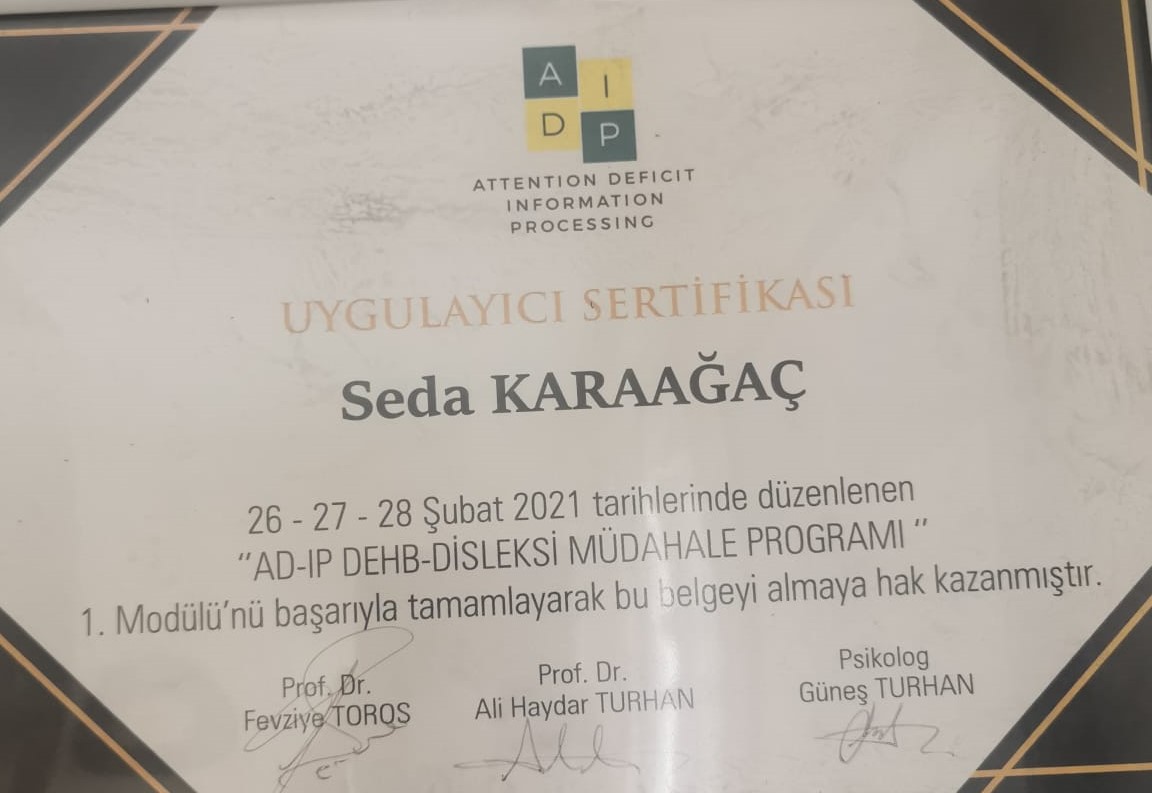 A I
D P
ATTENTION DEFICIT
INFORMATION
PROCESSING
UYGULAYICI SERTİFİKASI
Seda KARAAĞAÇ
26 - 27 - 28 Şubat 2021 tarihlerinde düzenlenen
“AD-IP DEHB-DİSLEKSİ MÜDAHALE PROGRAMI “
1. Modülü’nü başarıyla tamamlayarak bu belgeyi almaya hak kazanmıştır.
Prof. Dr.
Fevziye TOROS
Prof. Dr.
Ali Haydar TURHAN
Psikolog
Güneş TURHAN